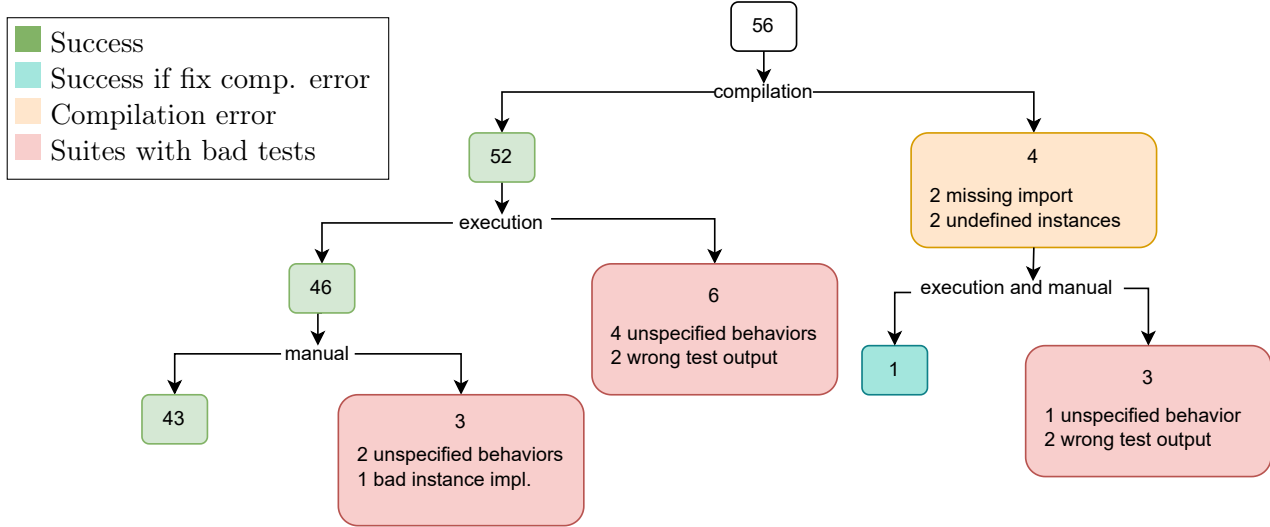 Success
Success if fix comp. error
Compilation error
Suites with bad tests
56
compilation
52
4
2 missing import
2 undefined instances
execution
execution and manual
46
6
4 unspecified behaviors
2 wrong test output
manual
1
3
1 unspecified behavior
2 wrong test output
43
3
2 unspecified behaviors
1 bad instance impl.